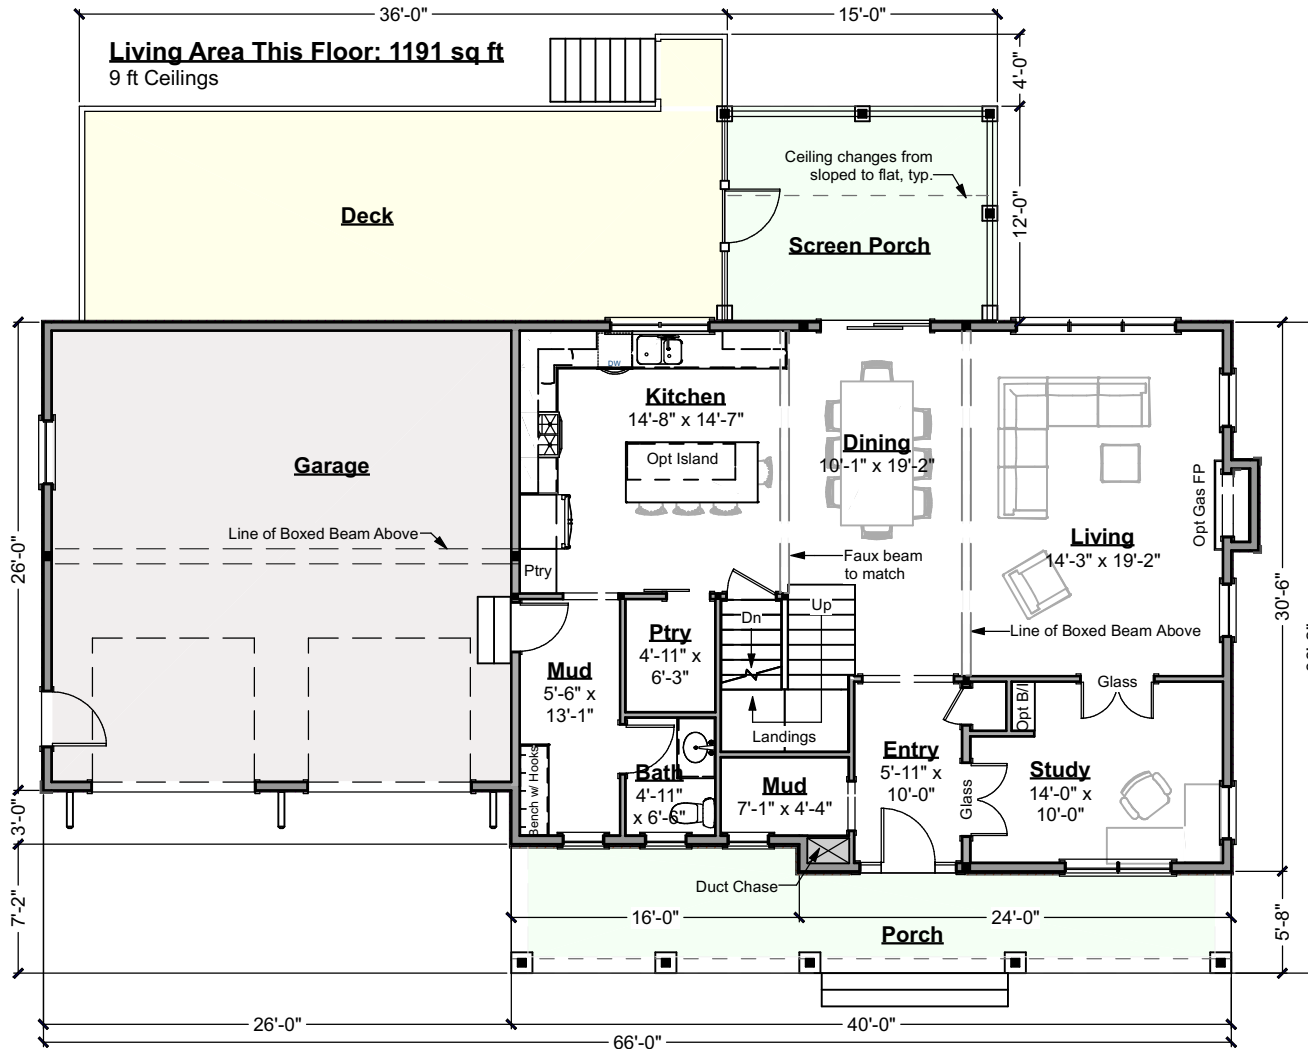 36'-0"
15'-0"
Living Area This Floor: 1191 sq ft
9 ft Ceilings
4'-0"
Ceiling changes from
sloped to flat, typ.
12'-0"
Deck
Screen Porch
DW
Kitchen
14'-8" x 14'-7"
Dining
10'-1" x 19'-2"
Opt Island
Garage
Opt Gas FP
Line of Boxed Beam Above
Living
14'-3" x 19'-2"
Faux beam
to match
Ptry
26'-0"
30'-6"
Up
Dn
Line of Boxed Beam Above
Ptry
4'-11" x
6'-3"
Mud
5'-6" x
13'-1"
Glass
Opt B/I
Landings
Entry
5'-11" x
10'-0"
Glass
Study
14'-0" x
10'-0"
Bath
4'-11"
x 6'-6"
Mud
7'-1" x 4'-4"
Bench w/ Hooks
3'-0"
Duct Chase
7'-2"
16'-0"
24'-0"
5'-8"
Porch
26'-0"
40'-0"
66'-0"